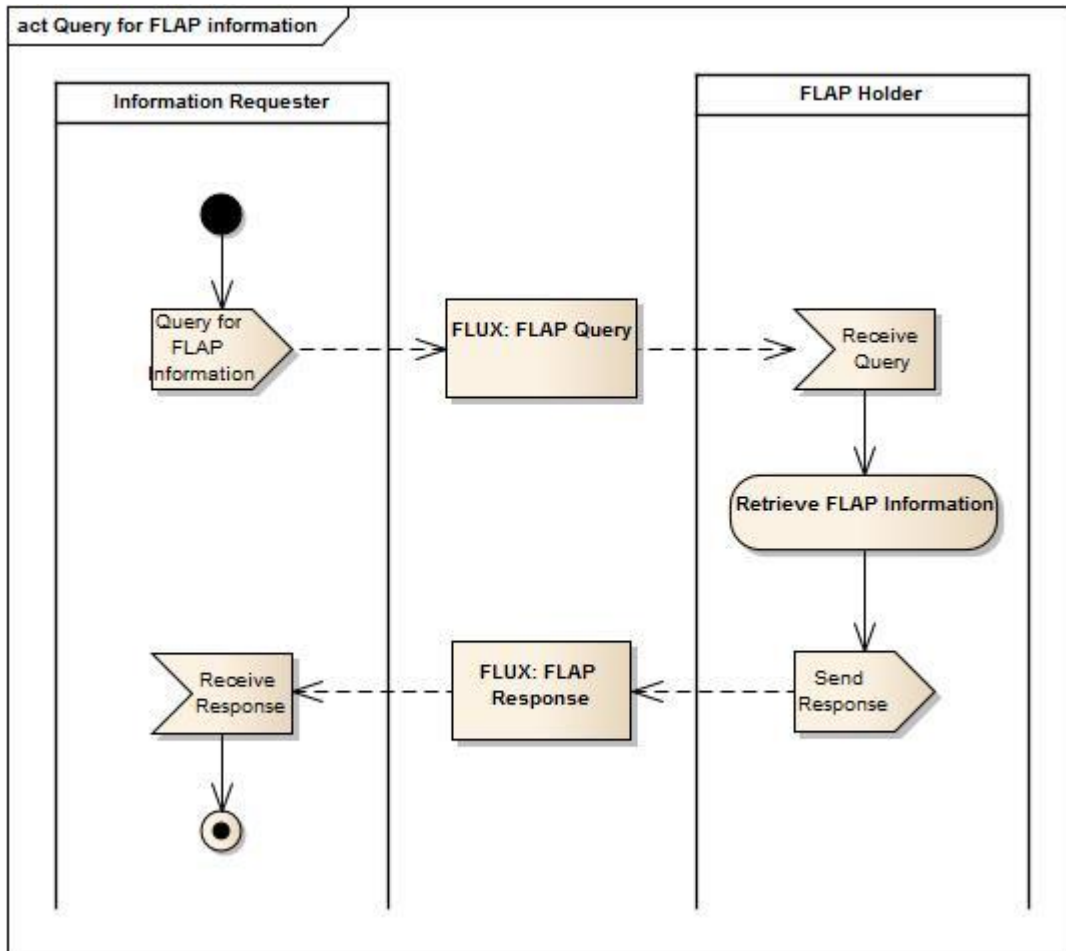 act Query for FLAP information
Information Requester
FLAP Holder
Query for
FLAP
Information
FLUX: FLAP Query
Receive
Query
Retrieve FLAP Information
Receive
Response
FLUX: FLAP
Response
Send
Response